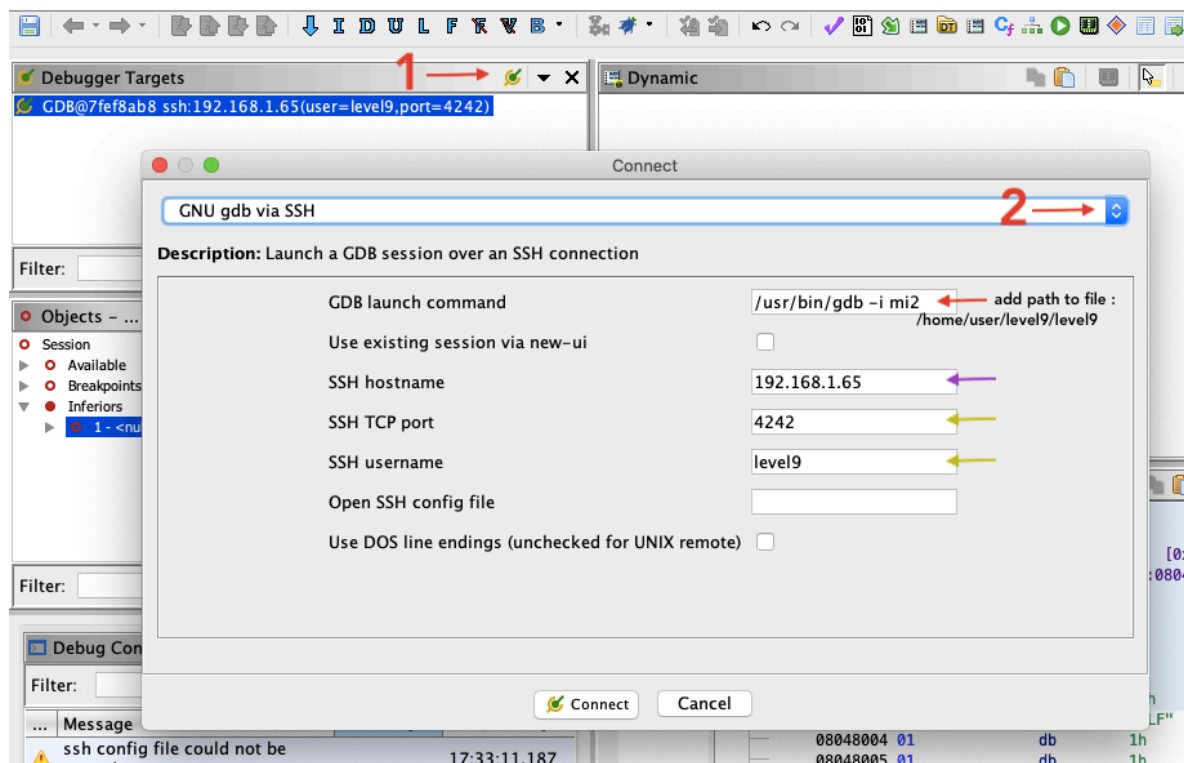 I D U L F K V B
1
Debugger Targets
Dynamic
GDB@7fef8ab8 ssh:192.168.1.65(user=level9,port=4242)
Connect
GNU gdb via SSH
2
Description: Launch a GDB session over an SSH connection
Filter:
GDB launch command
/usr/bin/gdb -i mi2
add path to file :
/home/user/level9/level9
Objects - ...
Use existing session via new-ui
Session
Available
SSH hostname
192.168.1.65
Breakpoints
Inferiors
SSH TCP port
4242
1 - <nu
SSH username
level9
Open SSH config file
Use DOS line endings (unchecked for UNIX remote)
[0:
:0804
Filter:
Debug Con
Filter:
Connect
Cancel
h
LF"
... Message
08048004 01 db 1h
ssh config file could not be
17:33:11.187
08048005 01 db 1h